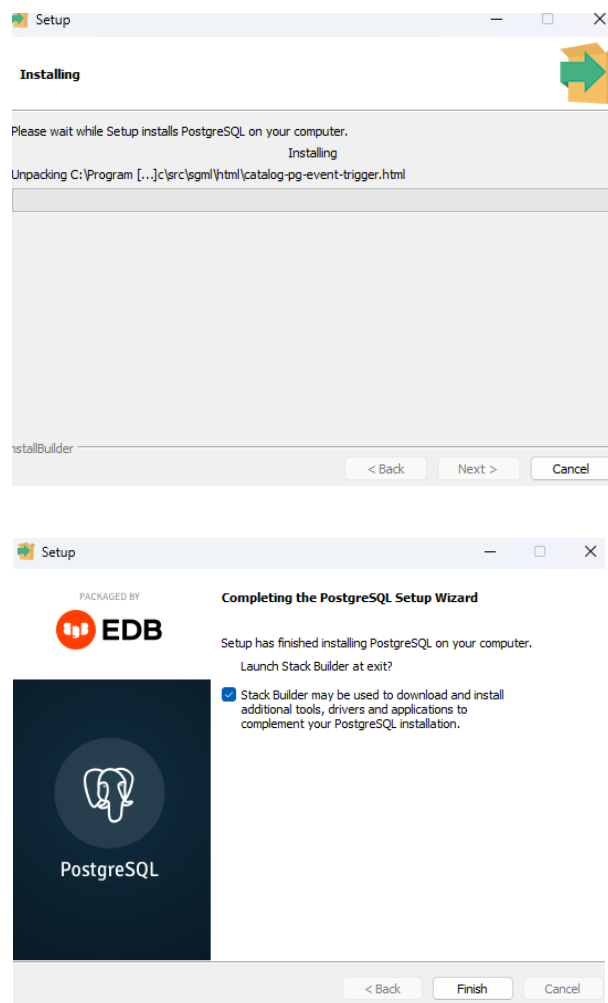 Setup
Installing
Please wait while Setup installs PostgreSQL on your computer.
Installing
Unpacking C:\Program [...]c\src\sgml\html\catalog-pg-event-trigger.html
nstallBuilder
< Back Next > Cancel
Setup
PACKAGED BY
EDB
Completing the PostgreSQL Setup Wizard
Setup has finished installing PostgreSQL on your computer.
Launch Stack Builder at exit?
Stack Builder may be used to download and install
additional tools, drivers and applications to
complement your PostgreSQL installation.
PostgreSQL
< Back Finish Cancel